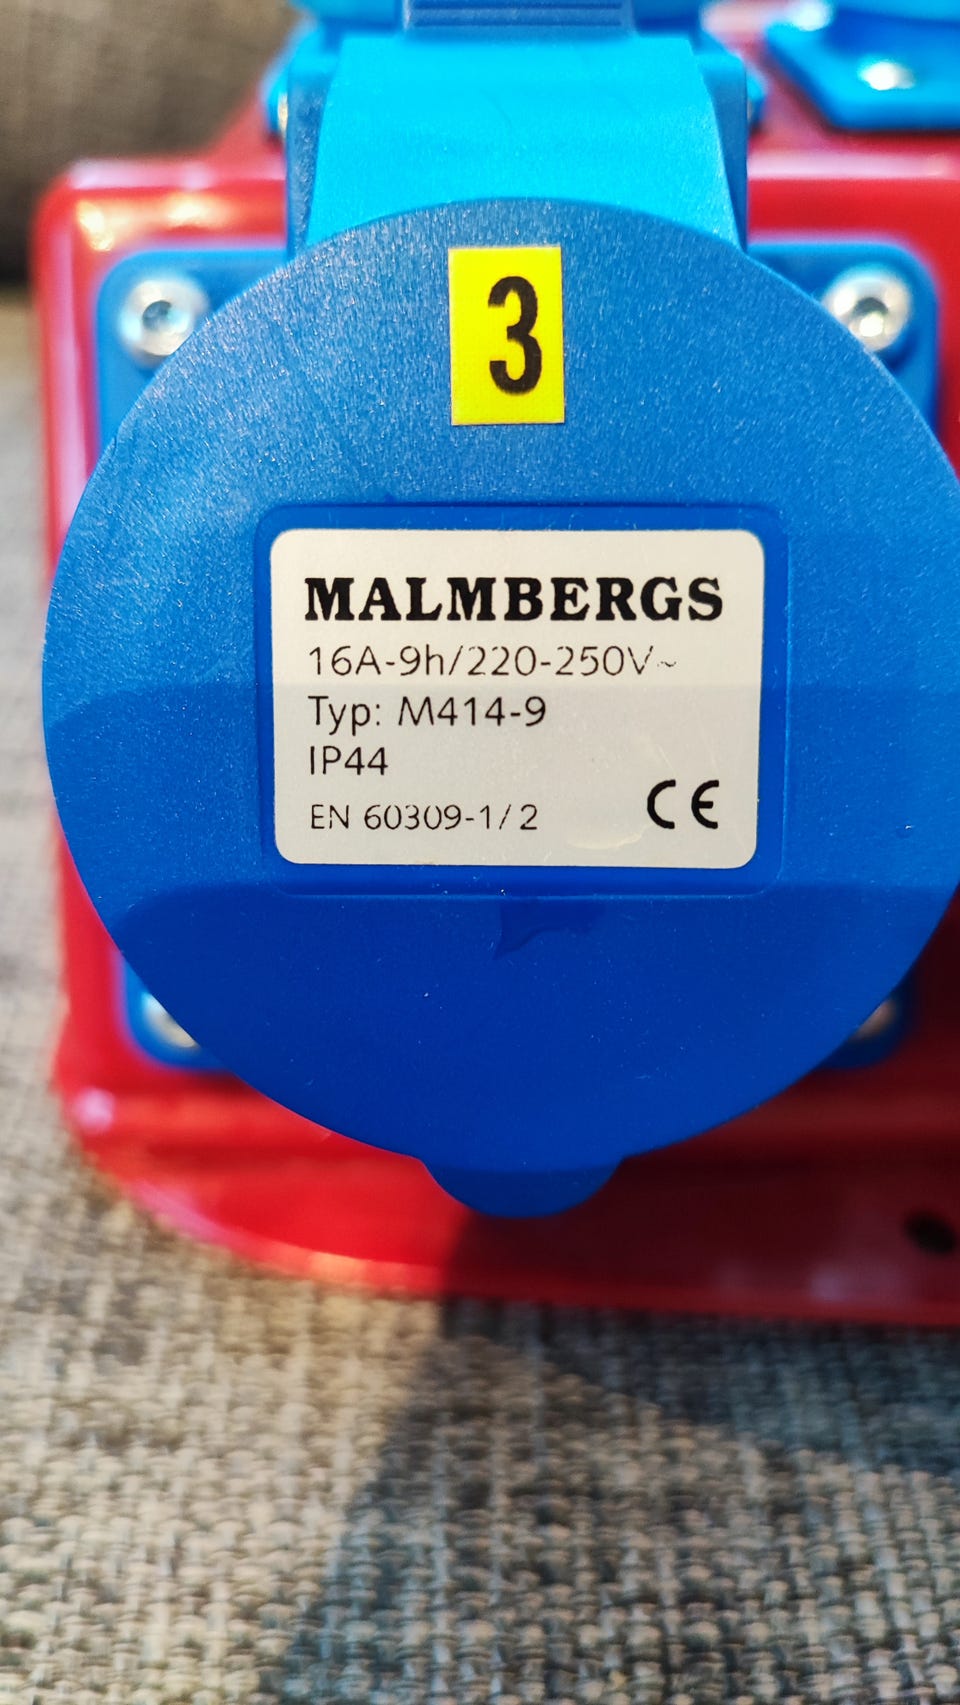 3
MALMBERGS
16A-9h/220-250V~
Typ: M414-9
IP44
EN 60309-1/2
CE